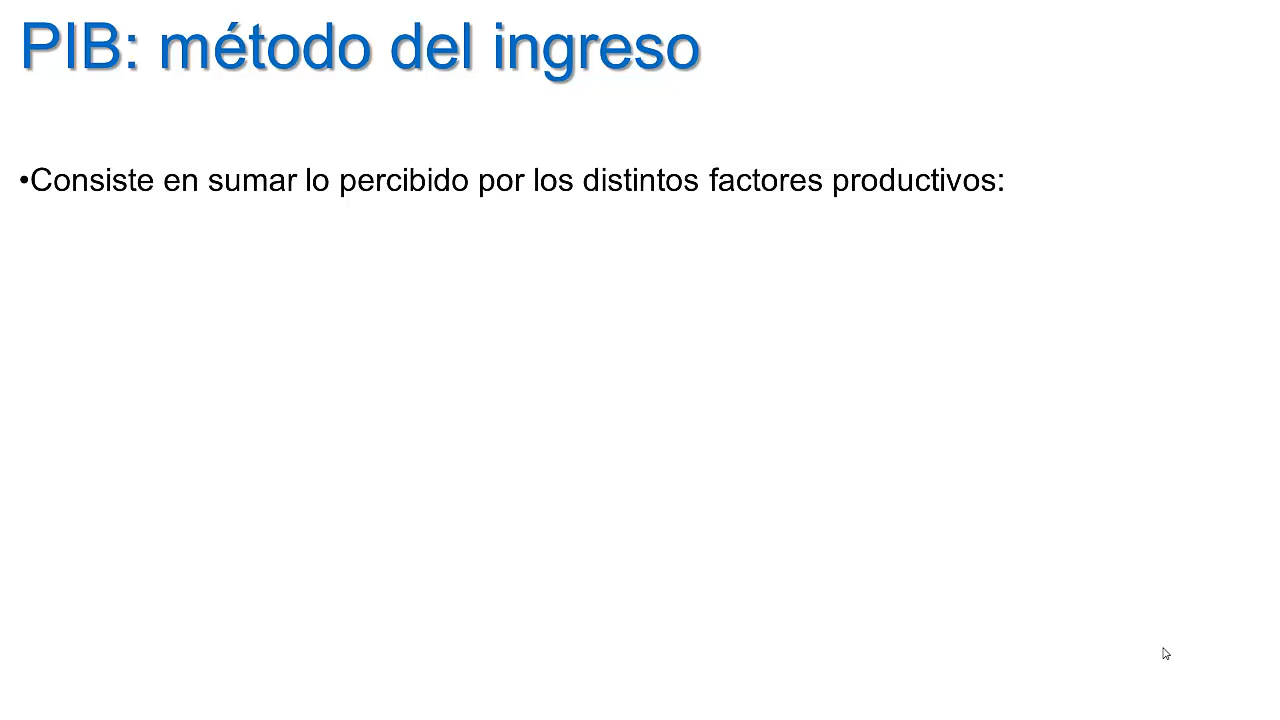 PIB: método del ingreso
•Consiste en sumar lo percibido por los distintos factores productivos: